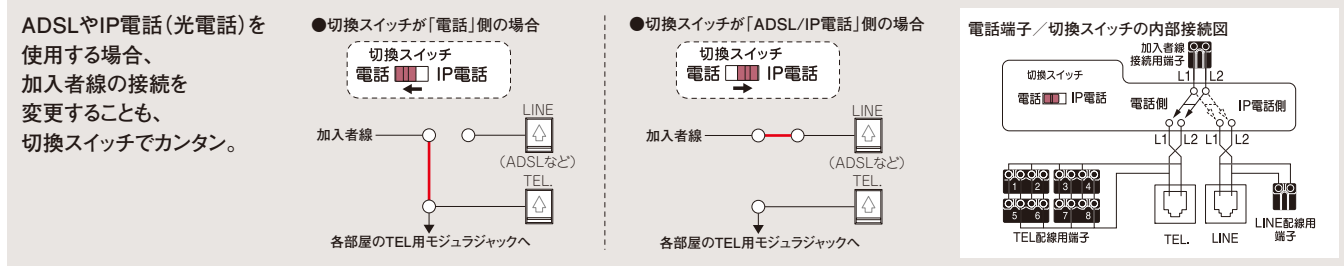 ADSLやIP電話(光電話)を
使用する場合、
加入者線の接続を
変更することも、
切換スイッチでカンタン。
●切換スイッチが「電話」側の場合
切換スイッチ
電話 IP電話
LINE
加入者線
(ADSLなど)
TEL.
各部屋のTEL用モジュラジャックへ
●切換スイッチが「ADSL/IP電話」側の場合
切換スイッチ
電話 IP電話
LINE
加入者線
(ADSLなど)
TEL.
各部屋のTEL用モジュラジャックへ
電話端子/切換スイッチの内部接続図
加入者線
接続用端子
L1 L2
切換スイッチ
電話 IP電話
電話側 IP電話側
L1 L2 L1 L2
1 2 3 4
5 6 7 8
TEL配線用端子
TEL.
LINE
LINE配線用
端子